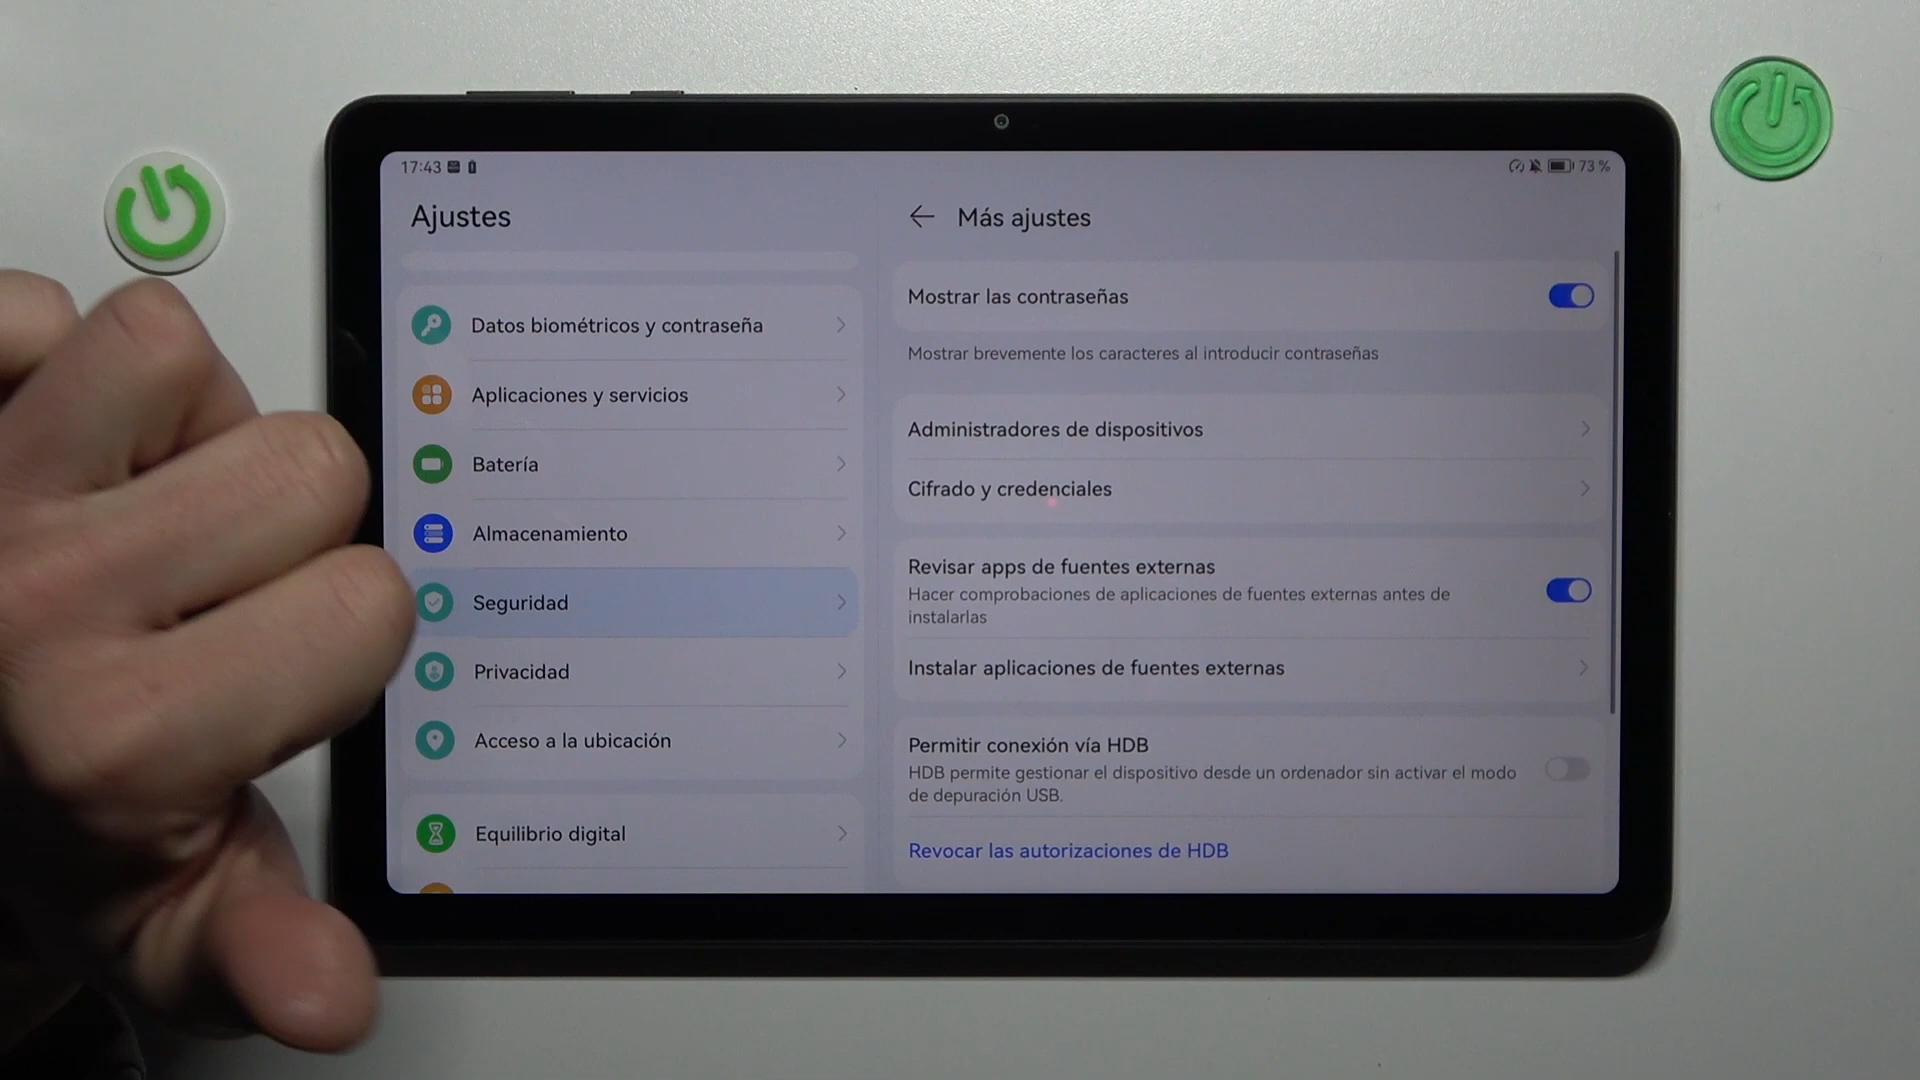 17:43
73 %
Ajustes
Datos biométricos y contraseña
Aplicaciones y servicios
Batería
Almacenamiento
Seguridad
Privacidad
Acceso a la ubicación
Equilibrio digital
Más ajustes
Mostrar las contraseñas
Mostrar brevemente los caracteres al introducir contraseñas
Administradores de dispositivos
Cifrado y credenciales
Revisar apps de fuentes externas
Hacer comprobaciones de aplicaciones de fuentes externas antes de
instalarlas
Instalar aplicaciones de fuentes externas
Permitir conexión vía HDB
HDB permite gestionar el dispositivo desde un ordenador sin activar el modo
de depuración USB.
Revocar las autorizaciones de HDB